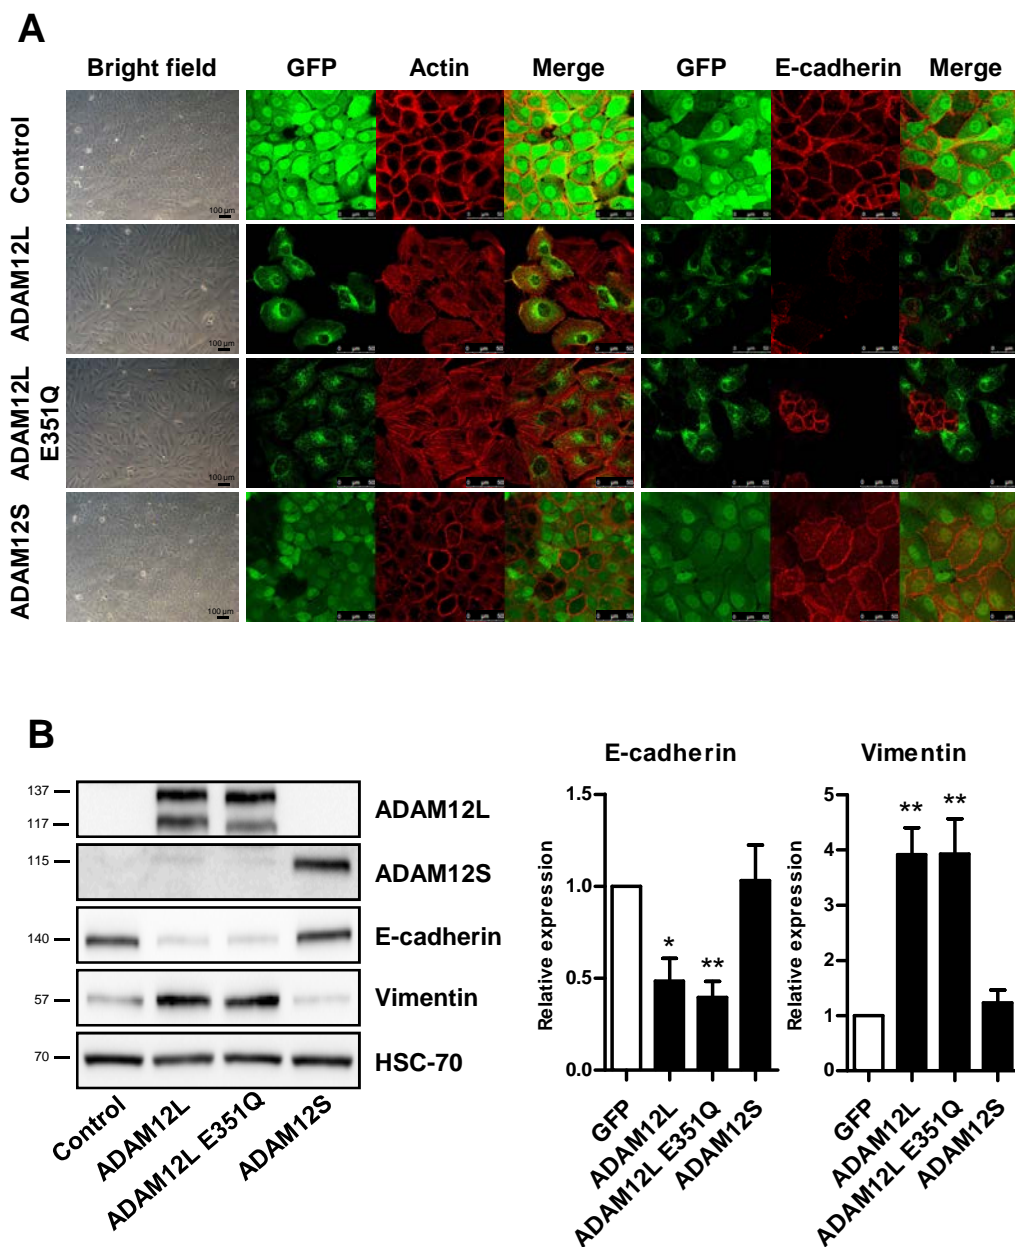 A
Bright field GFP Actin Merge GFP E-cadherin Merge
Control
100 µm
ADAM12L
100 µm
ADAM12L
E351Q
100 µm
ADAM12S
100 µm
B
137
117
ADAM12L
115
ADAM12S
140
E-cadherin
57
Vimentin
70
HSC-70
Control ADAM12L ADAM12L E351Q ADAM12S
E-cadherin
Relative expression
1.5
1.0
0.5
0.0
* **
GFP ADAM12L ADAM12L E351Q ADAM12S
Vimentin
Relative expression
5
4
3
2
1
0
** **
GFP ADAM12L ADAM12L E351Q ADAM12S